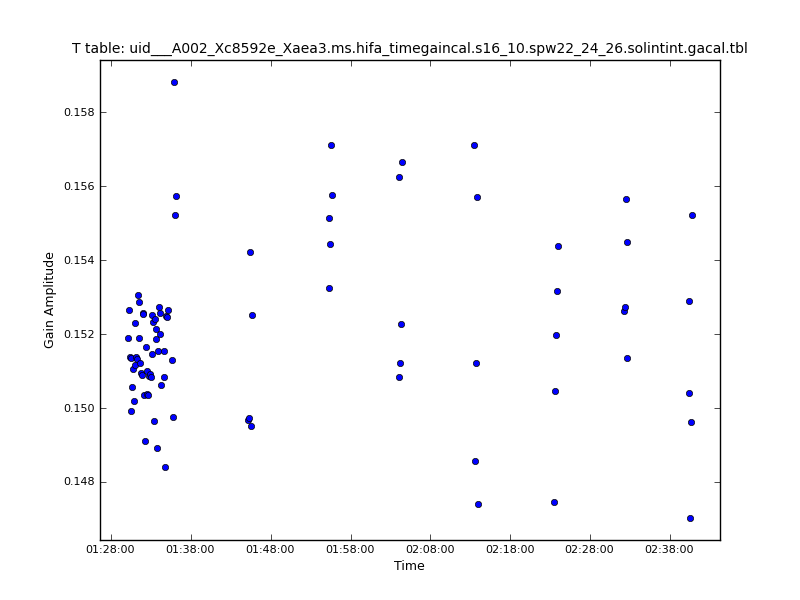 T table: uid___A002_Xc8592e_Xaea3.ms.hifa_timegaincal.s16_10.spw22_24_26.solintint.gacal.tbl
0.158
0.156
0.154
0.152
0.150
0.148
Gain Amplitude
01:28:00 01:38:00 01:48:00 01:58:00 02:08:00 02:18:00 02:28:00 02:38:00
Time